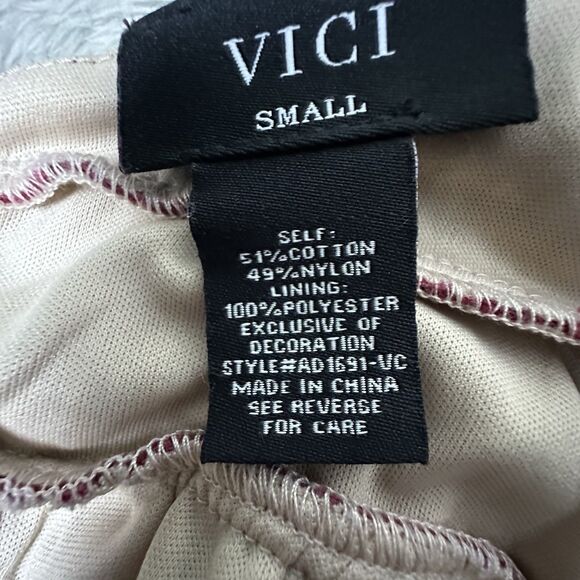 VICI
SMALL
SELF:
51%COTTON
49%NYLON
LINING:
100%POLYESTER
EXCLUSIVE OF
DECORATION
STYLE#AD1691-VC
MADE IN CHINA
SEE REVERSE
FOR CARE